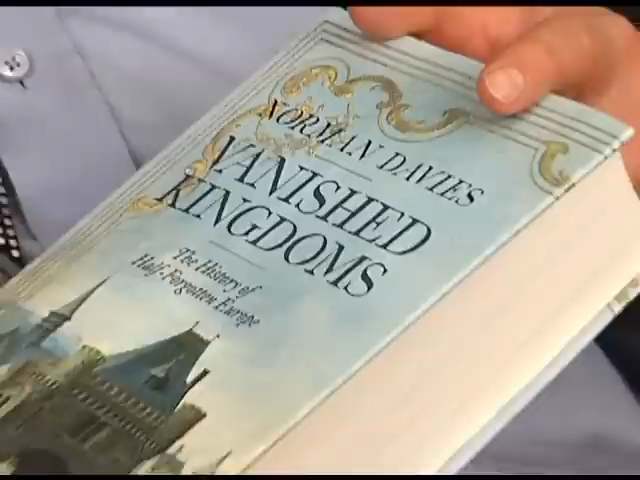 NORMAN DAVIES
VANISHED
KINGDOMS
The History of
Half-Forgotten Europe